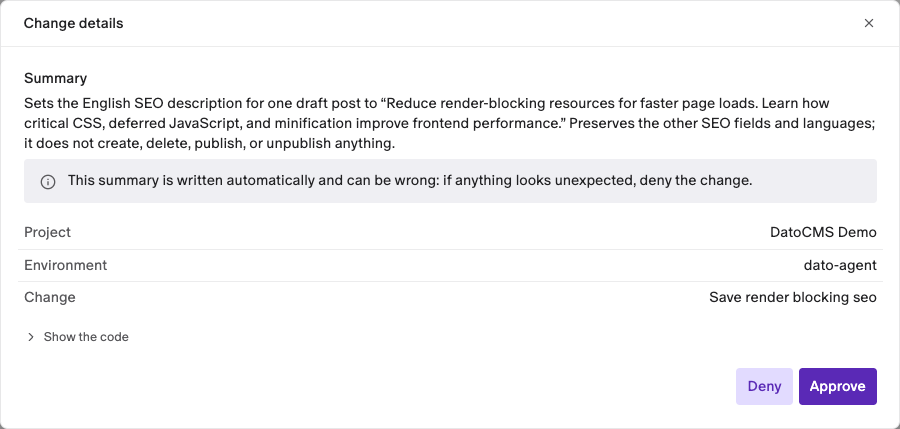 Change details
Summary
Sets the English SEO description for one draft post to “Reduce render-blocking resources for faster page loads. Learn how
critical CSS, deferred JavaScript, and minification improve frontend performance.” Preserves the other SEO fields and languages;
it does not create, delete, publish, or unpublish anything.
This summary is written automatically and can be wrong: if anything looks unexpected, deny the change.
Project DatoCMS Demo
Environment dato-agent
Change Save render blocking seo
Show the code
Deny Approve